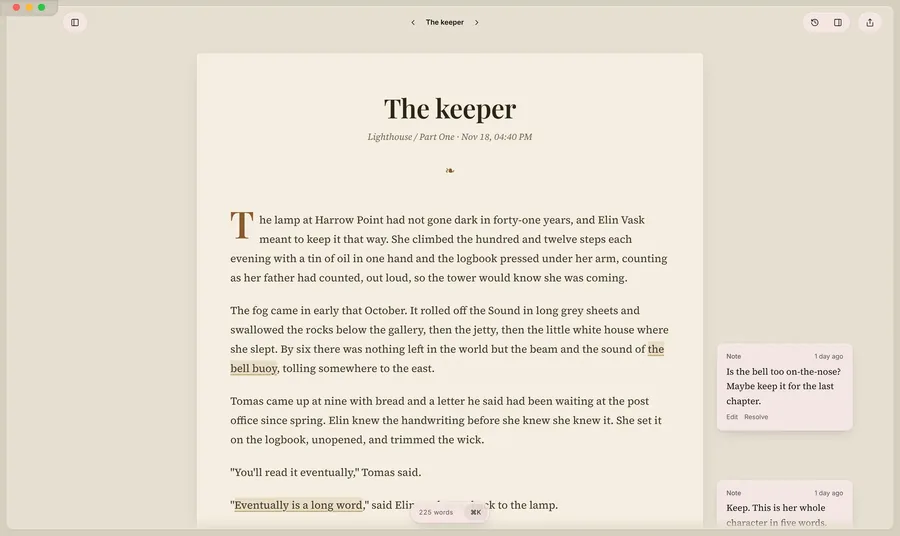 The keeper
The keeper
Lighthouse / Part One · Nov 18, 04:40 PM
The lamp at Harrow Point had not gone dark in forty-one years, and Elin Vask
meant to keep it that way. She climbed the hundred and twelve steps each
evening with a tin of oil in one hand and the logbook pressed under her arm, counting
as her father had counted, out loud, so the tower would know she was coming.
The fog came in early that October. It rolled off the Sound in long grey sheets and
swallowed the rocks below the gallery, then the jetty, then the little white house where
she slept. By six there was nothing left in the world but the beam and the sound of the
bell buoy, tolling somewhere to the east.
Tomas came up at nine with bread and a letter he said had been waiting at the post
office since spring. Elin knew the handwriting before she knew she knew it. She set it
on the logbook, unopened, and trimmed the wick.
"You'll read it eventually," Tomas said.
"Eventually is a long word," said Elin to the lamp.
Note 1 day ago
Is the bell too on-the-nose?
Maybe keep it for the last
chapter.
Edit Resolve
Note 1 day ago
Keep. This is her whole
character in five words.
225 words ⌘K